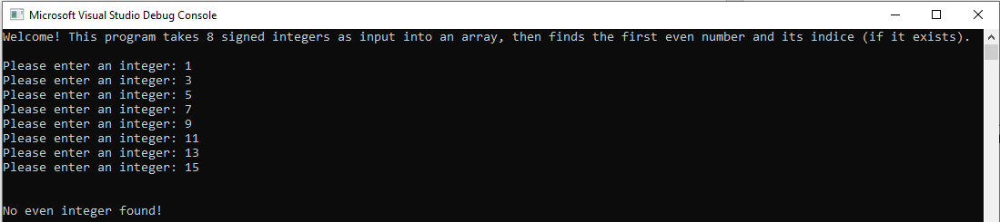 Microsoft Visual Studio Debug Console
Welcome! This program takes 8 signed integers as input into an array, then finds the first even number and its indice (if it exists).
Please enter an integer: 1
Please enter an integer: 3
Please enter an integer: 5
Please enter an integer: 7
Please enter an integer: 9
Please enter an integer: 11
Please enter an integer: 13
Please enter an integer: 15
No even integer found!